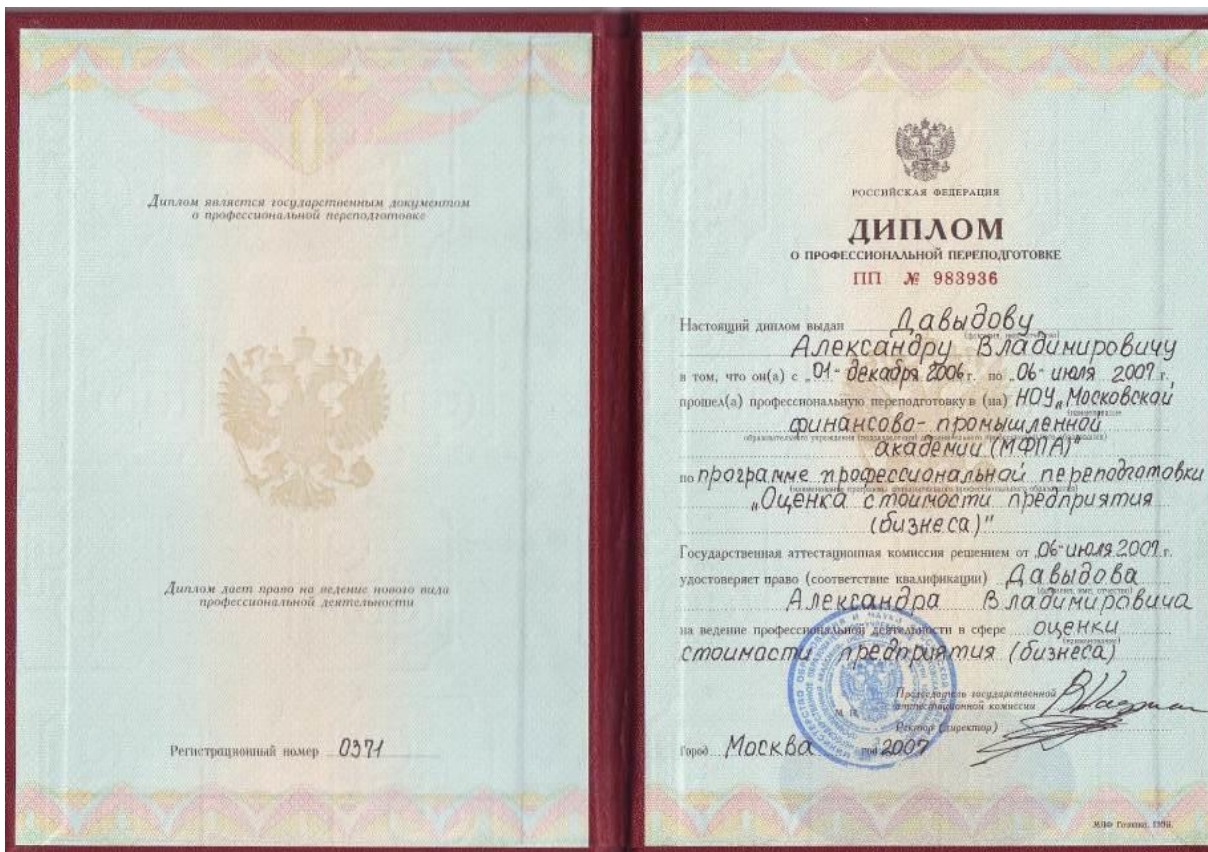 Диплом является государственным документом
о профессиональной переподготовке
Диплом дает право на ведение нового вида
профессиональной деятельности
Регистрационный номер 0371
РОССИЙСКАЯ ФЕДЕРАЦИЯ
ДИПЛОМ
О ПРОФЕССИОНАЛЬНОЙ ПЕРЕПОДГОТОВКЕ
ПП № 983936
Настоящий диплом выдан Давыдову
Александру Владимировичу
в том, что он(а) с „01" декабря 2006 г. по „06" июля 2007 г.
прошел(а) профессиональную переподготовку в (на) НОУ „Московской
финансово-промышленной
академии (МФПА)"
по программе профессиональной переподготовки
„Оценка стоимости предприятия
(бизнеса)"
Государственная аттестационная комиссия решением от „06" июля 2007 г.
удостоверяет право (соответствие квалификации) Давыдова
(фамилия, имя, отчество)
Александра Владимировича
на ведение профессиональной деятельности в сфере оценки
стоимости предприятия (бизнеса)
Председатель государственной
аттестационной комиссии
М. П.
Ректор (директор)
Город Москва год 2007